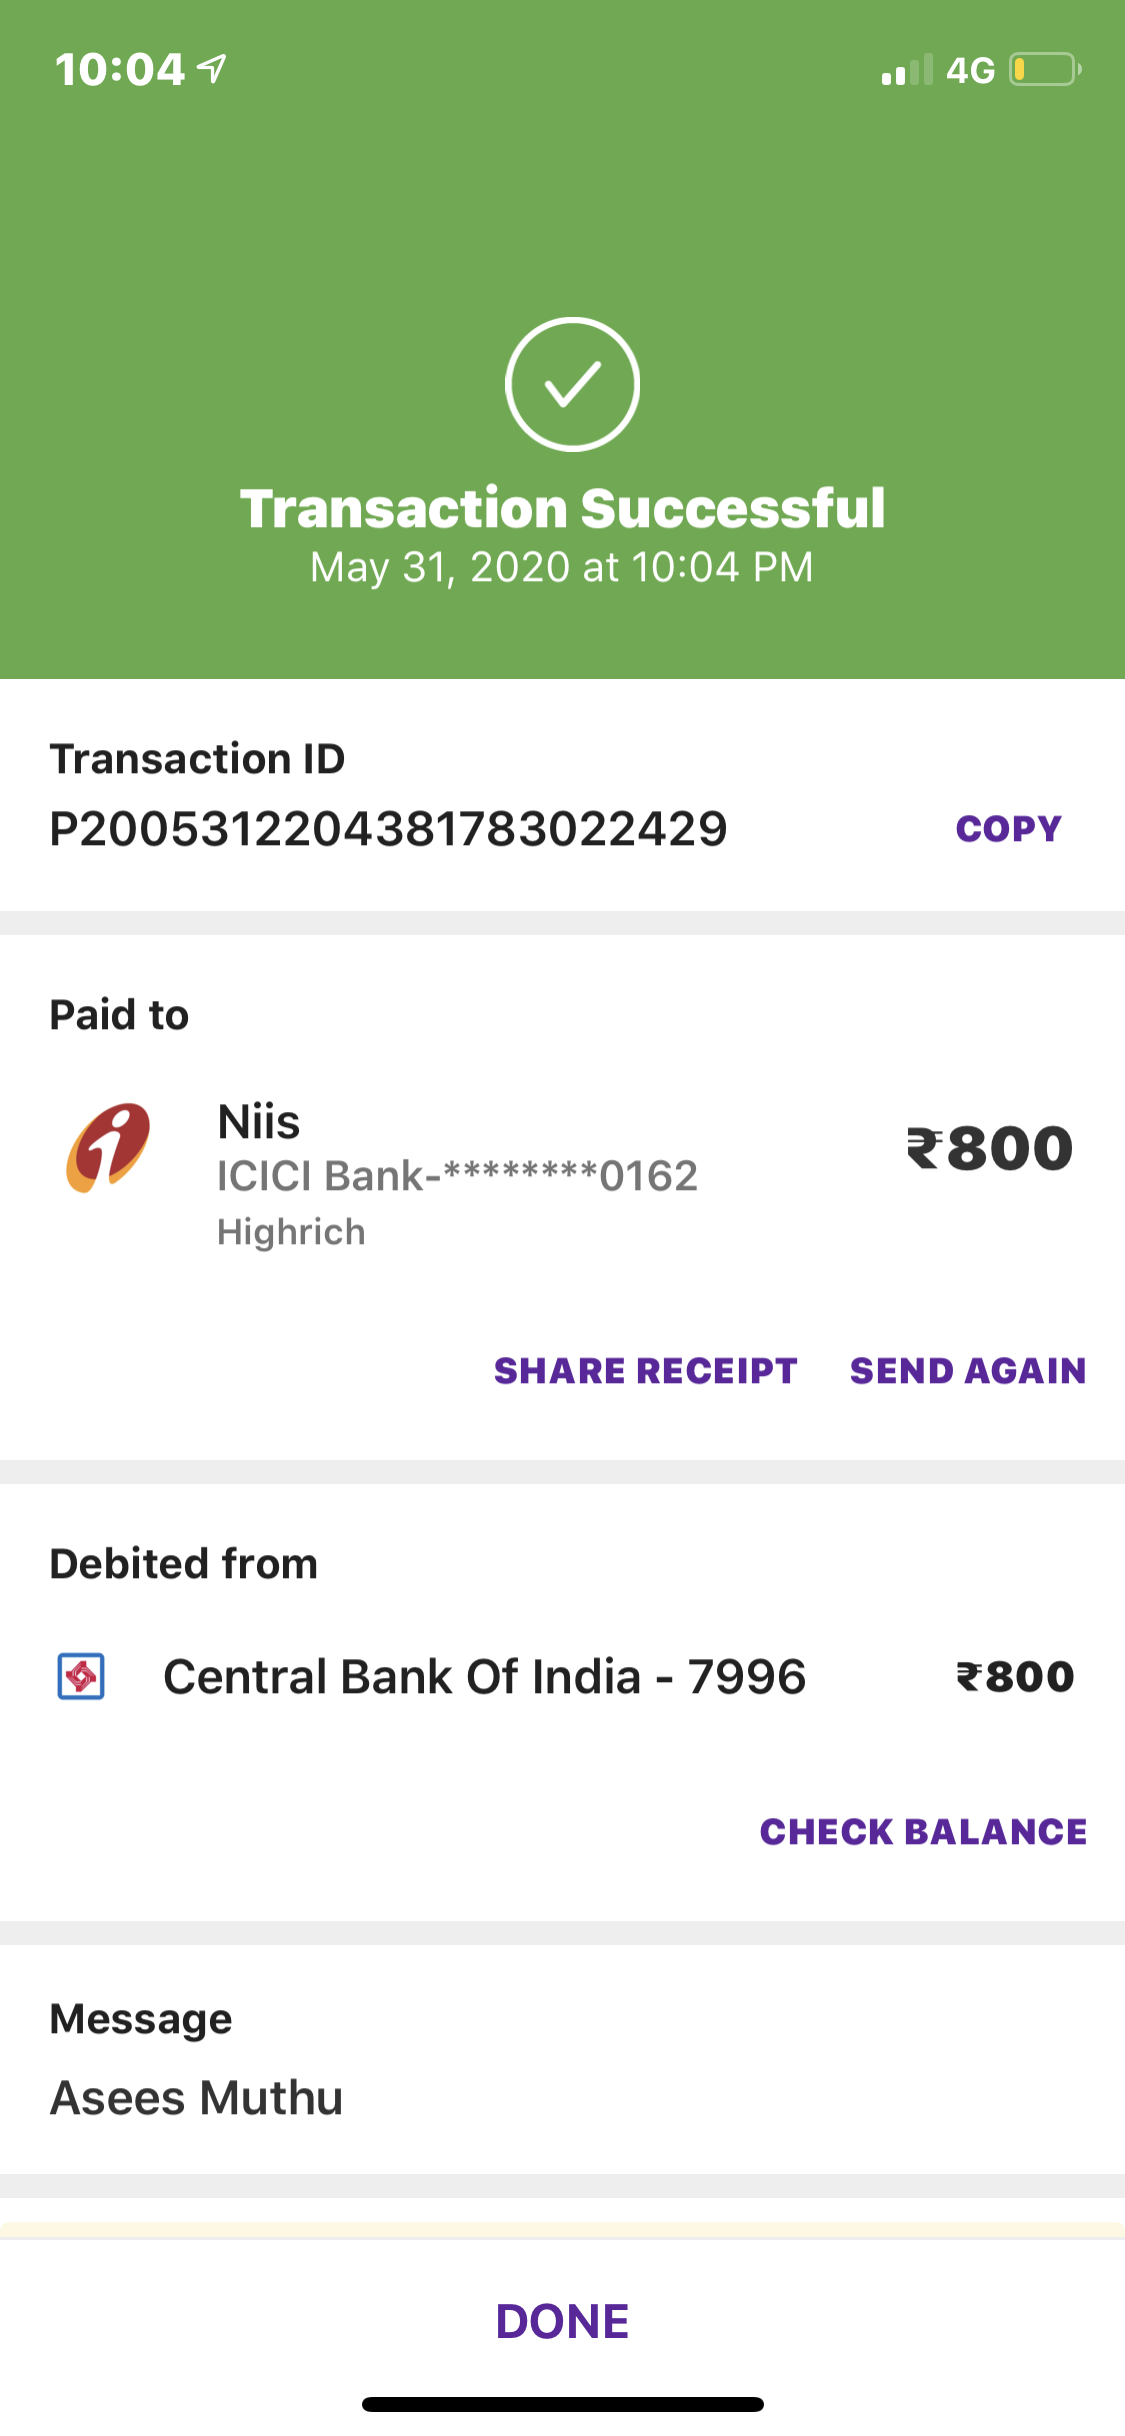 10:04
4G
Transaction Successful
May 31, 2020 at 10:04 PM
Transaction ID
P2005312204381783022429
COPY
Paid to
Niis
ICICI Bank-********0162
Highrich
₹800
SHARE RECEIPT SEND AGAIN
Debited from
Central Bank Of India - 7996
₹800
CHECK BALANCE
Message
Asees Muthu
DONE